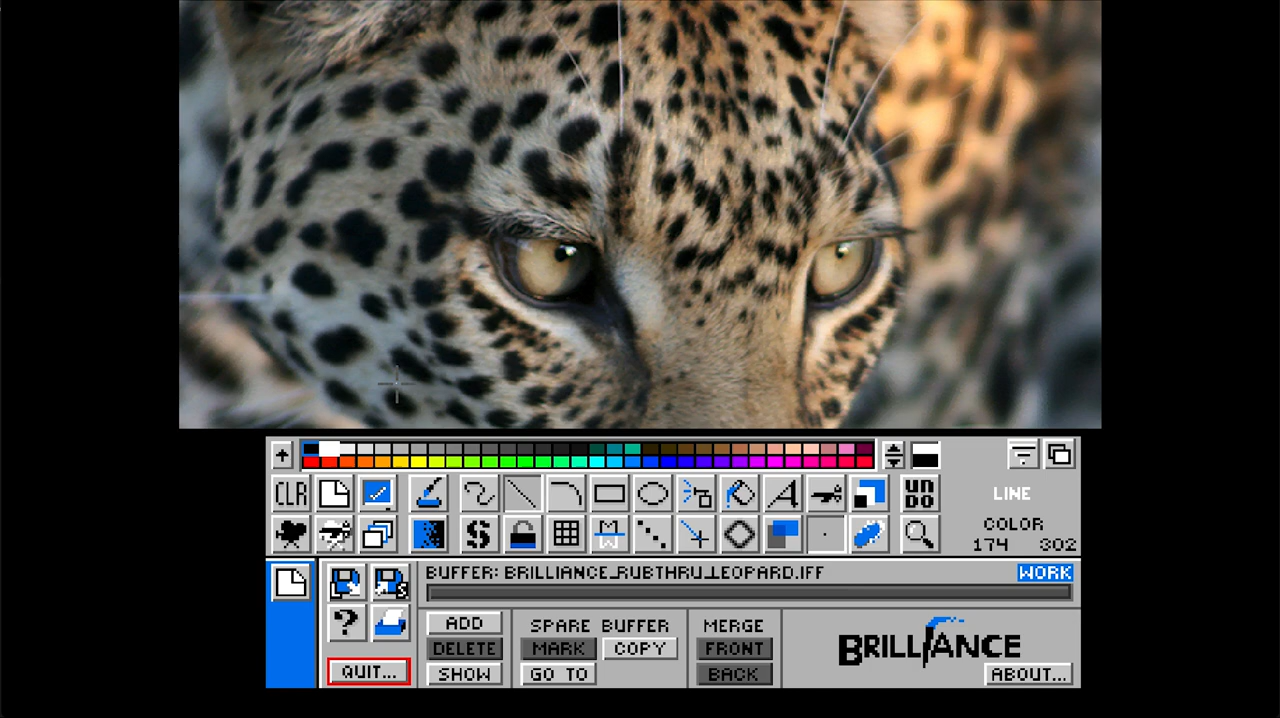 CLR
UN
DO
LINE
COLOR
174 302
BUFFER: BRILLIANCE_RUBTHRU_LEOPARD.IFF WORK
ADD SPARE BUFFER MERGE
DELETE MARK COPY FRONT
QUIT... SHOW GO TO BACK
BRILLIANCE
ABOUT...